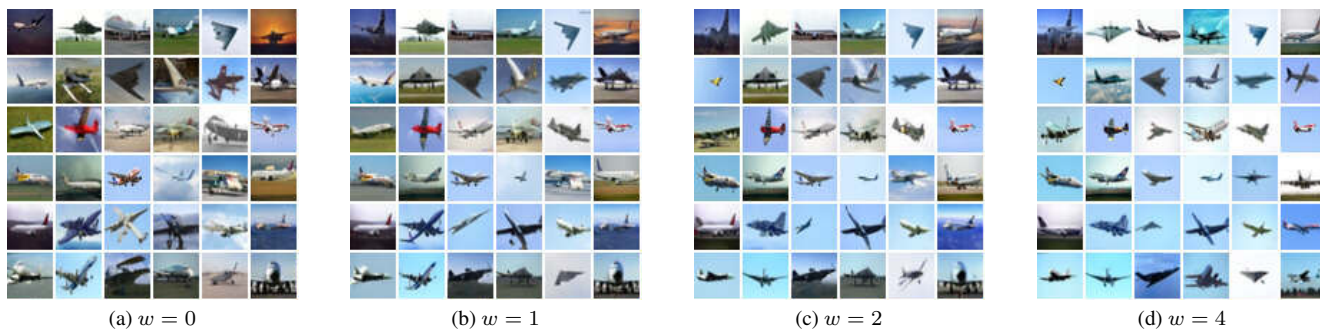 (a) w = 0
(b) w = 1
(c) w = 2
(d) w = 4